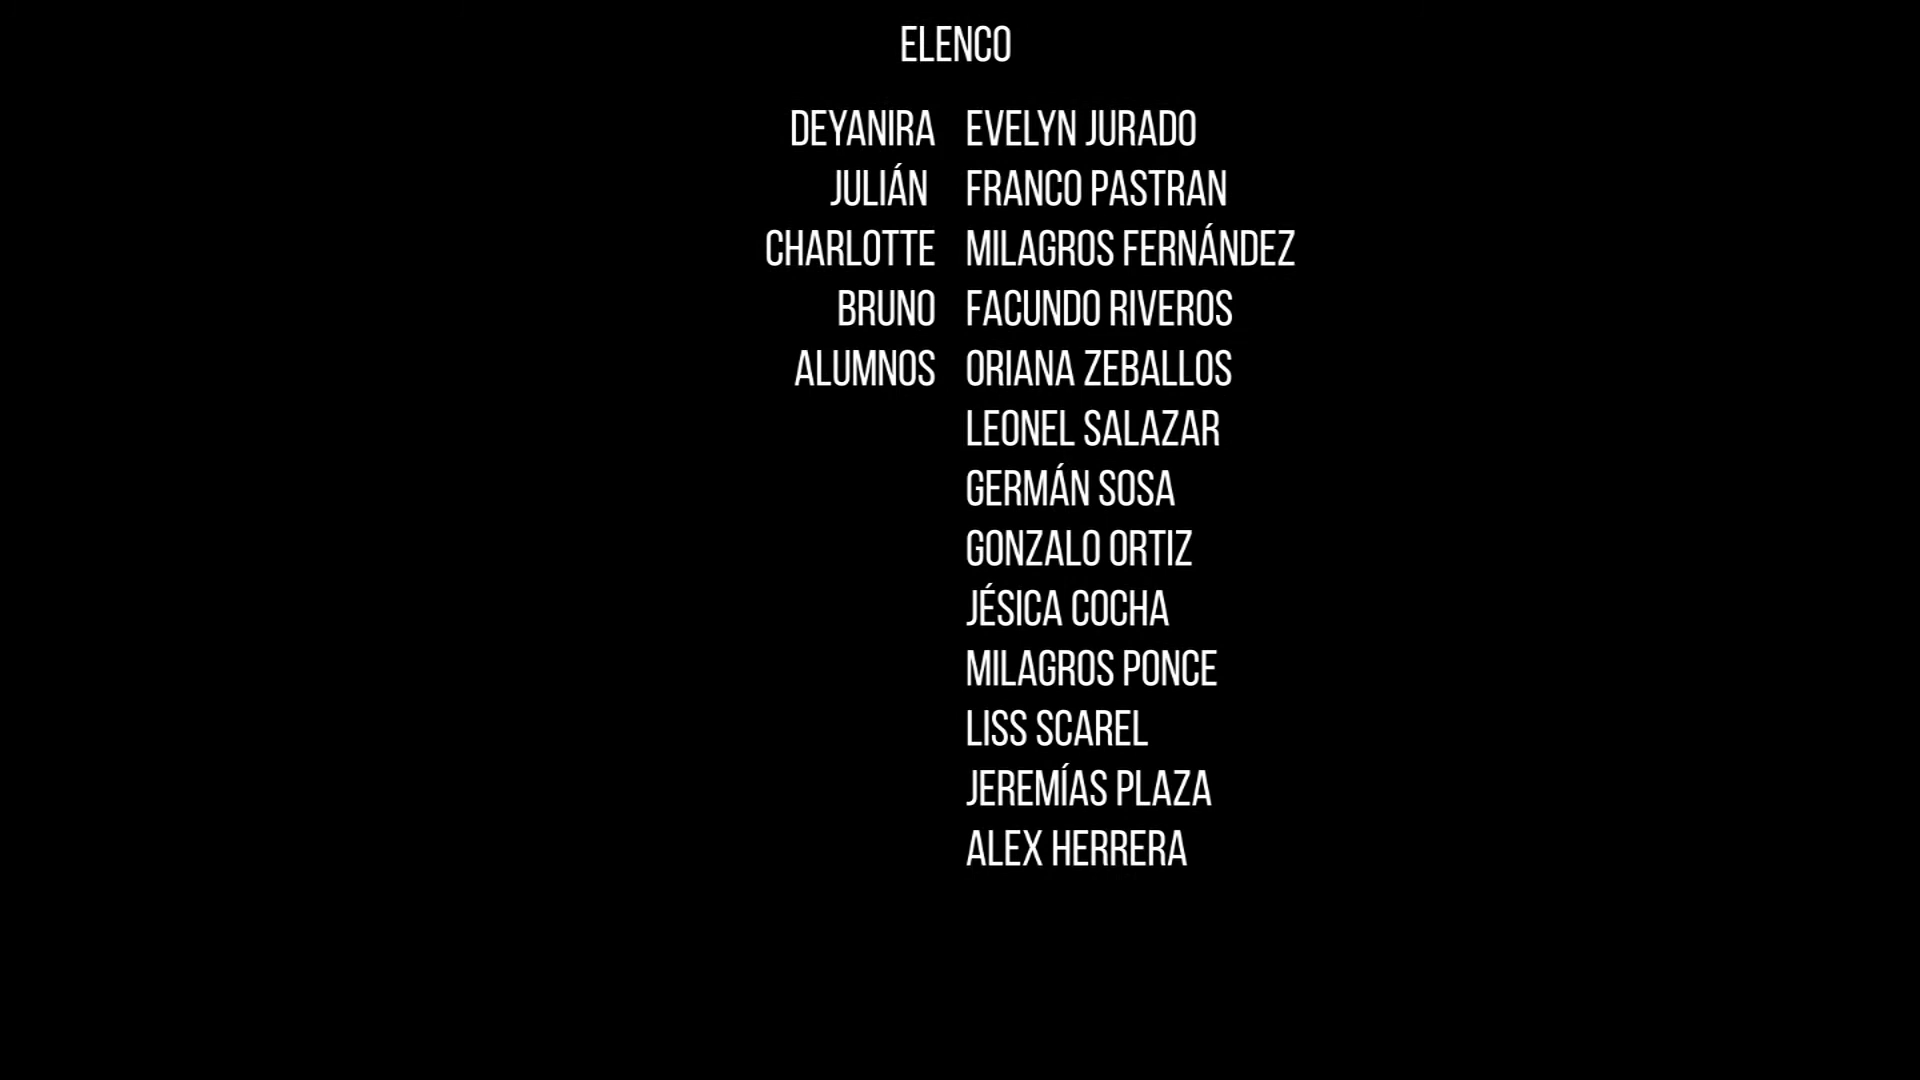 ELENCO
DEYANIRA EVELYN JURADO
JULIÁN FRANCO PASTRAN
CHARLOTTE MILAGROS FERNÁNDEZ
BRUNO FACUNDO RIVEROS
ALUMNOS ORIANA ZEBALLOS
LEONEL SALAZAR
GERMÁN SOSA
GONZALO ORTIZ
JÉSICA COCHA
MILAGROS PONCE
LISS SCAREL
JEREMÍAS PLAZA
ALEX HERRERA